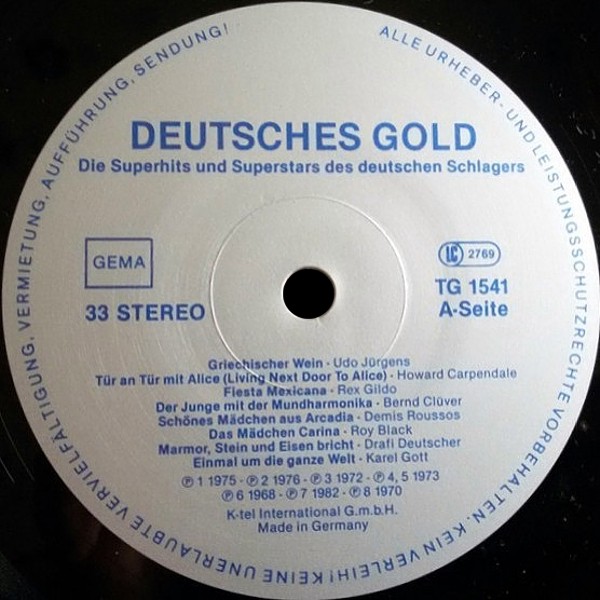 ALLE URHEBER- UND LEISTUNGSSCHUTZRECHTE VORBEHALTEN. KEIN VERLEIH! KEINE UNERLAUBTE VERVIELFÄLTIGUNG, VERMIETUNG, AUFFÜHRUNG, SENDUNG!
DEUTSCHES GOLD
Die Superhits und Superstars des deutschen Schlagers
GEMA
LC 2769
33 STEREO
TG 1541
A-Seite
Griechischer Wein · Udo Jürgens
Tür an Tür mit Alice (Living Next Door To Alice) · Howard Carpendale
Fiesta Mexicana · Rex Gildo
Der Junge mit der Mundharmonika · Bernd Clüver
Schönes Mädchen aus Arcadia · Demis Roussos
Das Mädchen Carina · Roy Black
Marmor, Stein und Eisen bricht · Drafi Deutscher
Einmal um die ganze Welt · Karel Gott
℗ 1 1975 · ℗ 2 1976 · ℗ 3 1972 · ℗ 4, 5 1973
℗ 6 1968 · ℗ 7 1982 · ℗ 8 1970
K-tel International G.m.b.H.
Made in Germany